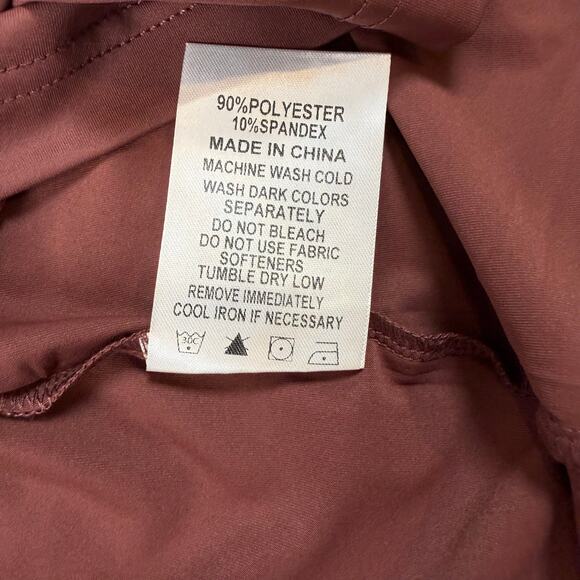 90%POLYESTER
10%SPANDEX
MADE IN CHINA
MACHINE WASH COLD
WASH DARK COLORS
SEPARATELY
DO NOT BLEACH
DO NOT USE FABRIC
SOFTENERS
TUMBLE DRY LOW
REMOVE IMMEDIATELY
COOL IRON IF NECESSARY
30C